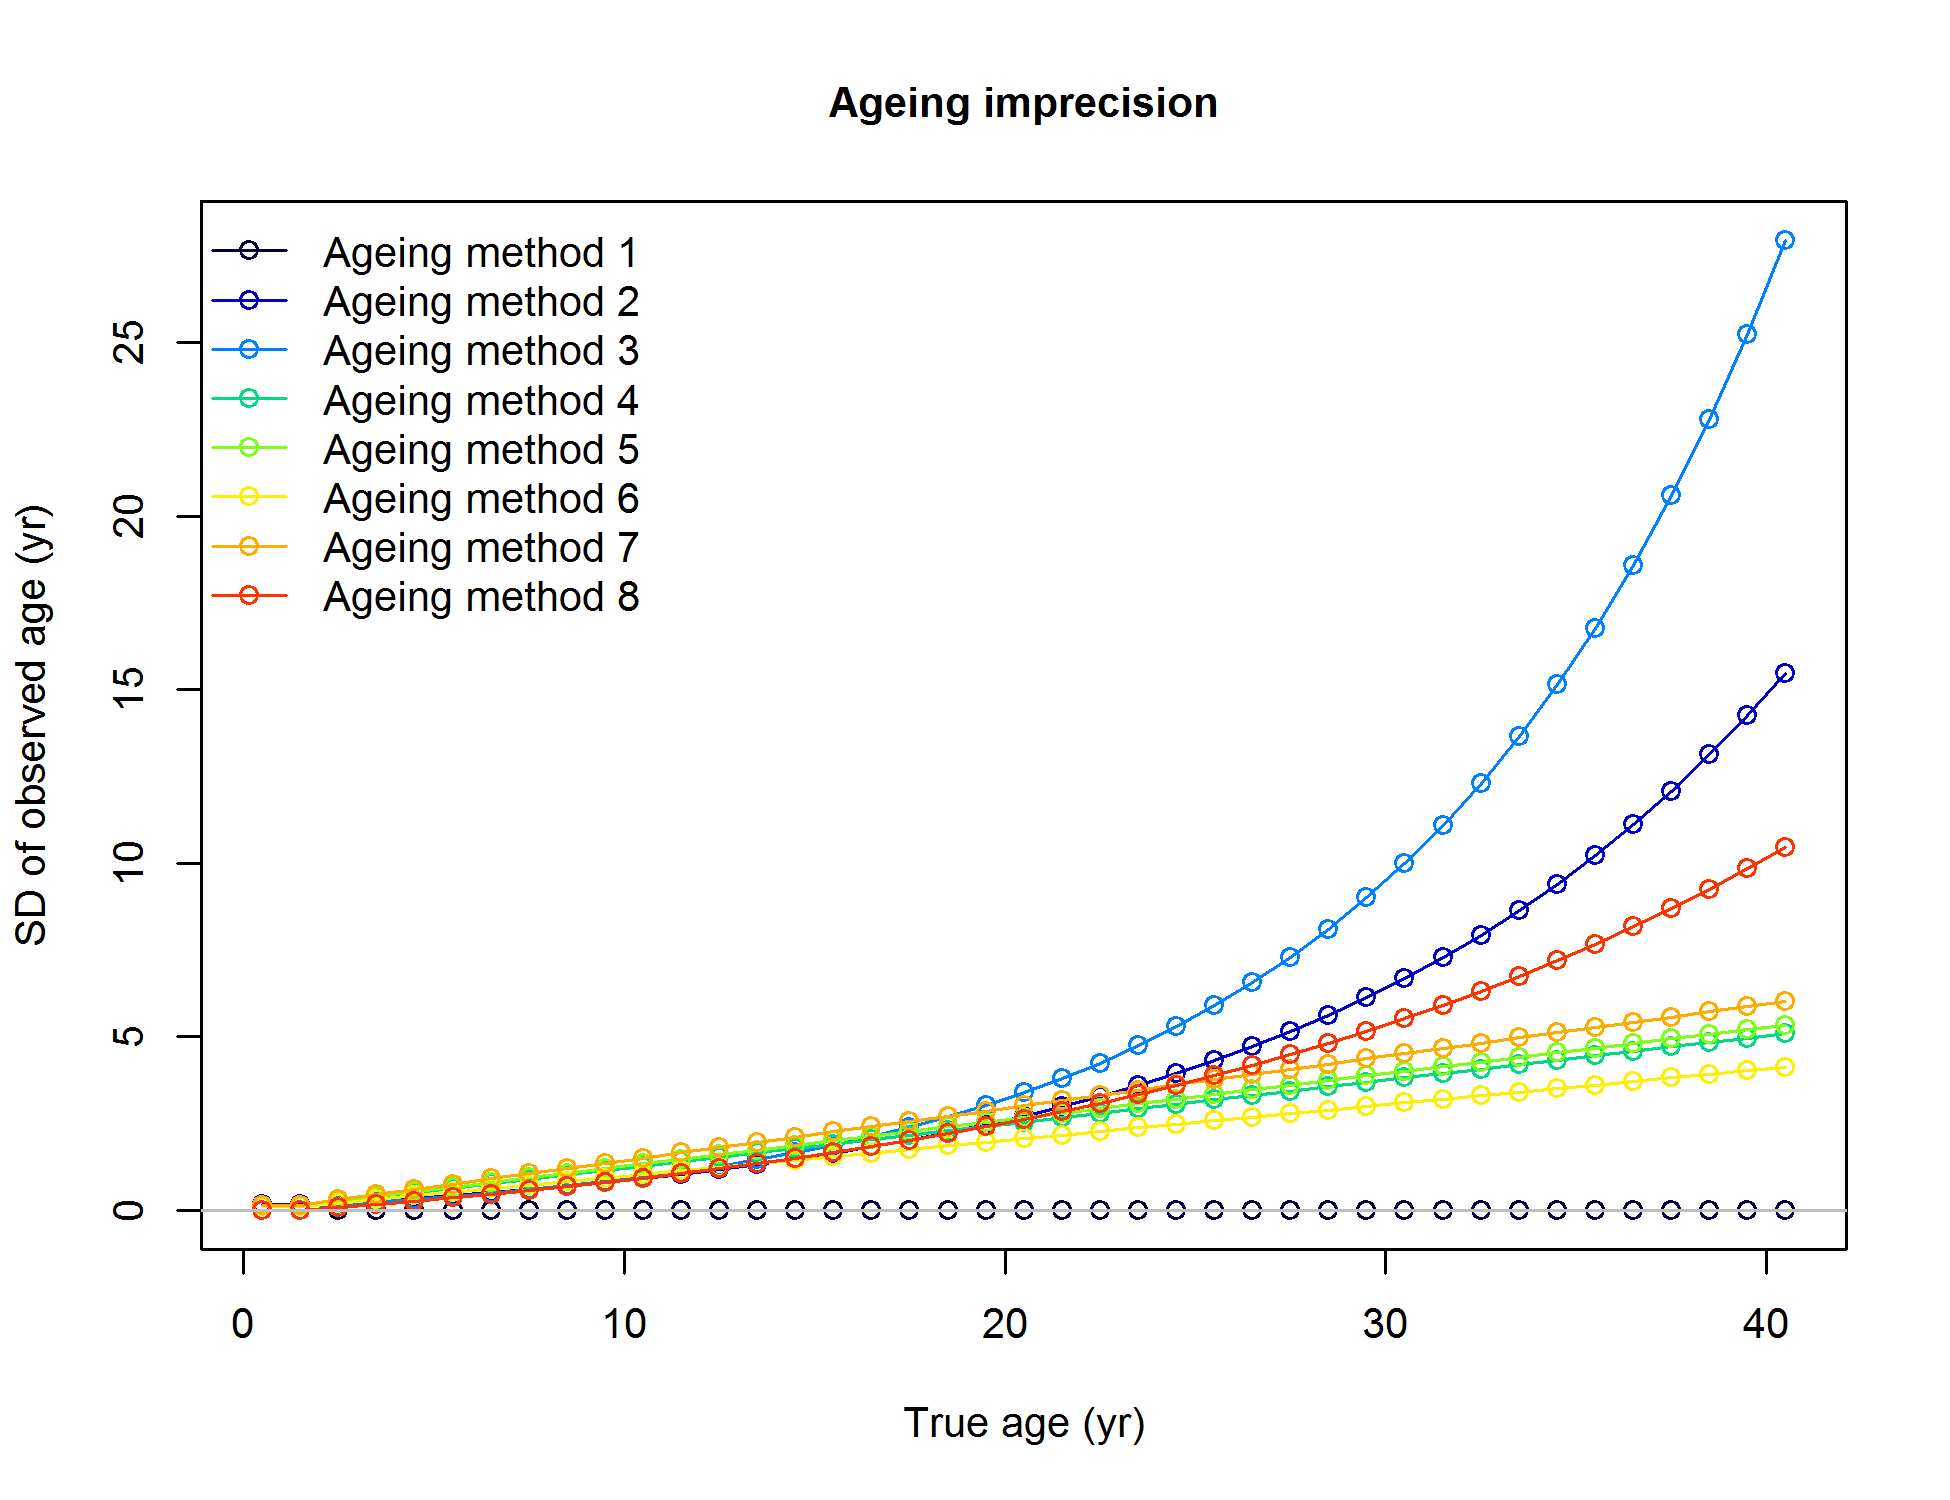 Ageing imprecision
Ageing method 1
Ageing method 2
Ageing method 3
Ageing method 4
Ageing method 5
Ageing method 6
Ageing method 7
Ageing method 8
SD of observed age (yr)
25
20
15
10
5
0
0 10 20 30 40
True age (yr)